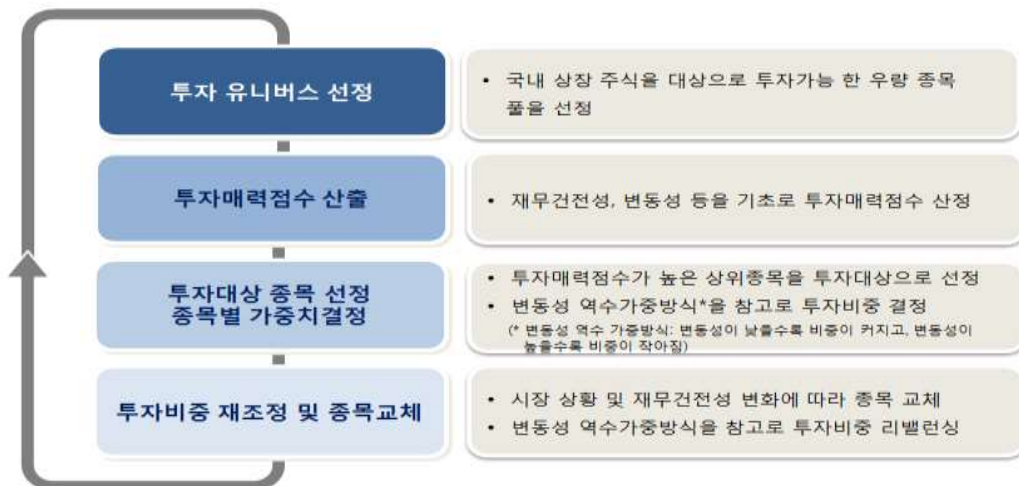 투자 유니버스 선정
• 국내 상장 주식을 대상으로 투자가능 한 우량 종목
풀을 선정
투자매력점수 산출
• 재무건전성, 변동성 등을 기초로 투자매력점수 산정
투자대상 종목 선정
종목별 가중치결정
• 투자매력점수가 높은 상위종목을 투자대상으로 선정
• 변동성 역수가중방식*을 참고로 투자비중 결정
(* 변동성 역수 가중방식: 변동성이 낮을수록 비중이 커지고, 변동성이
높을수록 비중이 작아짐)
투자비중 재조정 및 종목교체
• 시장 상황 및 재무건전성 변화에 따라 종목 교체
• 변동성 역수가중방식을 참고로 투자비중 리밸런싱